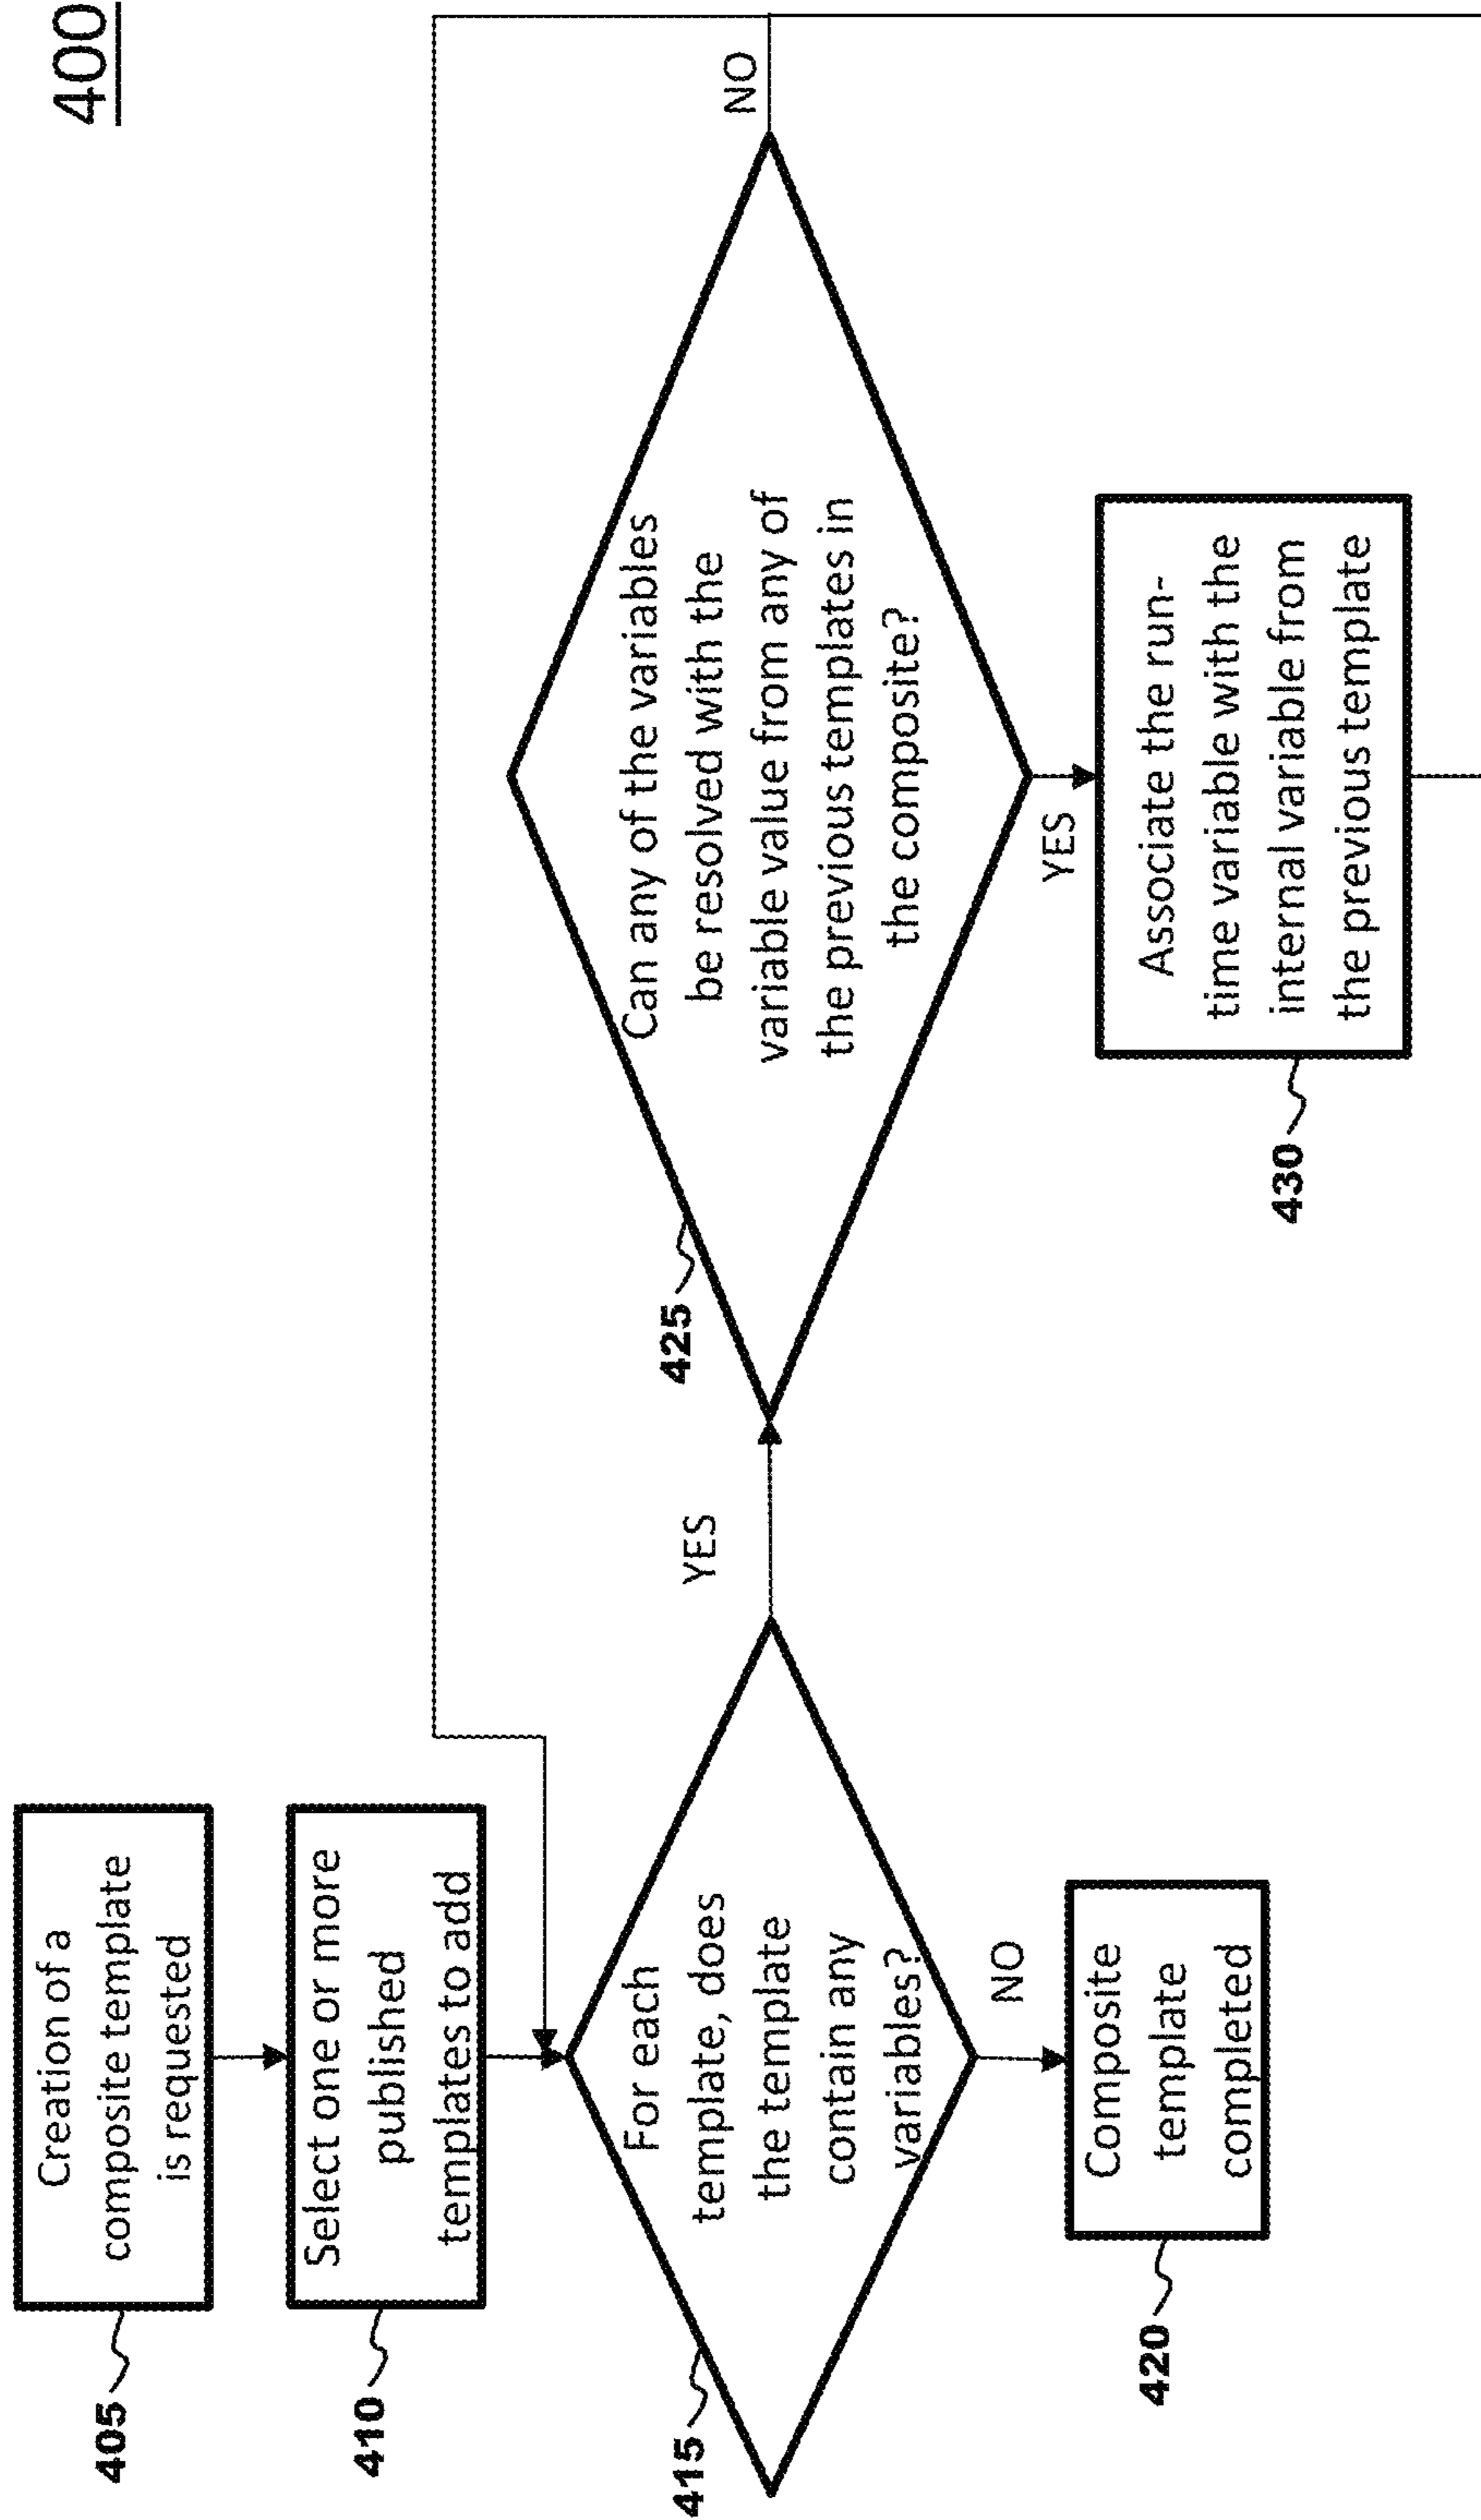 400
405
Creation of a
composite template
is requested
410
Select one or more
published
templates to add
415
For each
template, does
the template
contain any
variables?
YES
NO
420
Composite
template
completed
425
Can any of the variables
be resolved with the
variable value from any of
the previous templates in
the composite?
NO
YES
430
Associate the run-
time variable with the
internal variable from
the previous template